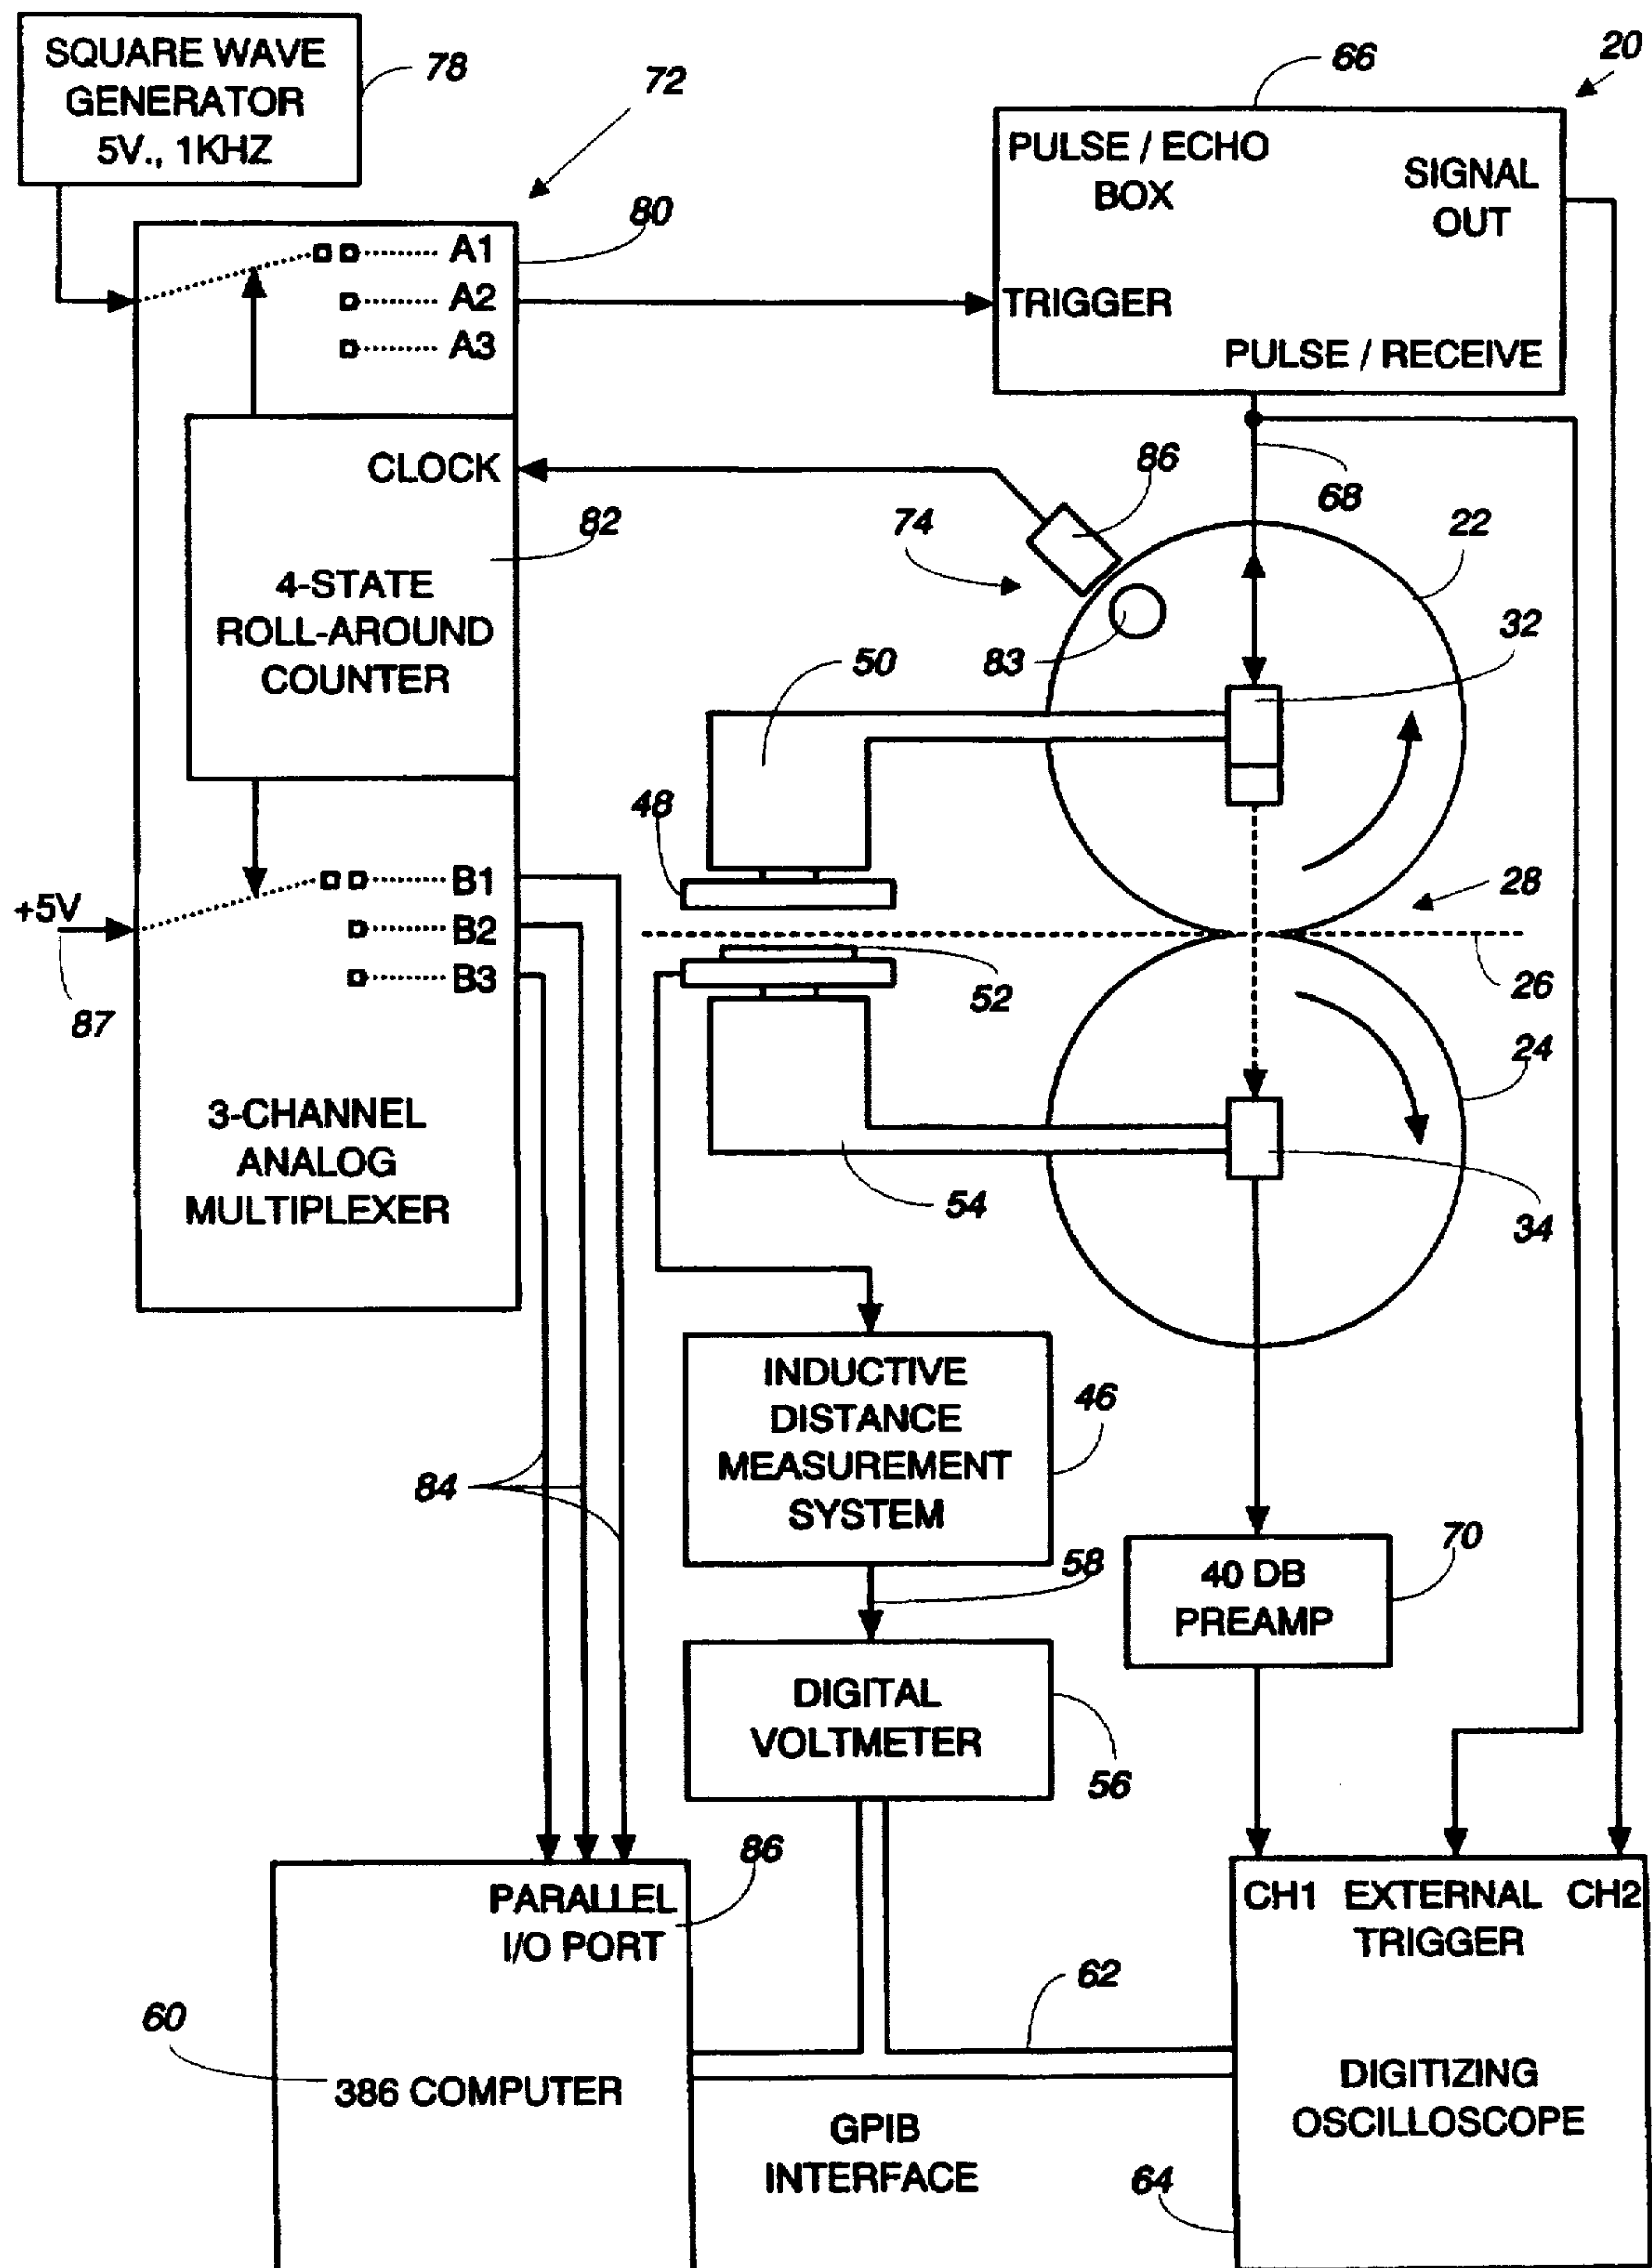 SQUARE WAVE
GENERATOR
5V., 1KHZ
78
72
66
20
PULSE / ECHO
BOX
SIGNAL
OUT
TRIGGER
PULSE / RECEIVE
80
A1
A2
A3
CLOCK
82
4-STATE
ROLL-AROUND
COUNTER
86
68
74
22
83
32
50
48
28
+5V
87
B1
B2
B3
52
26
24
3-CHANNEL
ANALOG
MULTIPLEXER
54
34
INDUCTIVE
DISTANCE
MEASUREMENT
SYSTEM
46
84
58
40 DB
PREAMP
70
DIGITAL
VOLTMETER
56
PARALLEL
I/O PORT
86
CH1 EXTERNAL CH2
TRIGGER
62
60
386 COMPUTER
GPIB
INTERFACE
DIGITIZING
OSCILLOSCOPE
64